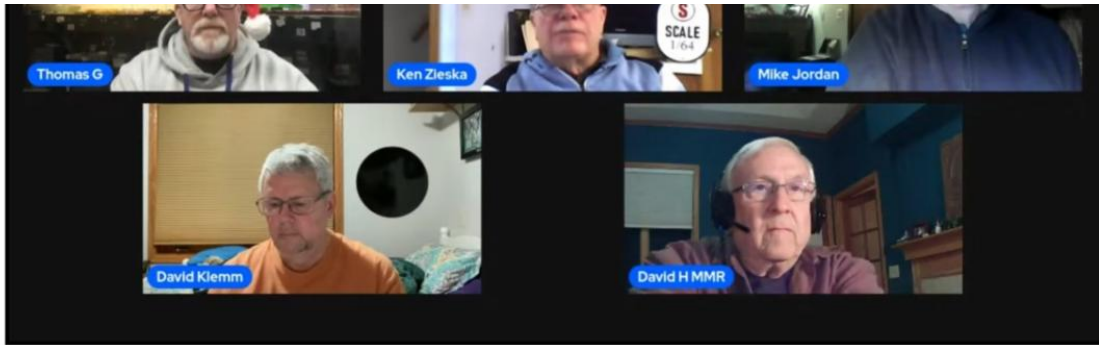 S
SCALE
1/64
Thomas G
Ken Zieska
Mike Jordan
David Klemm
David H MMR